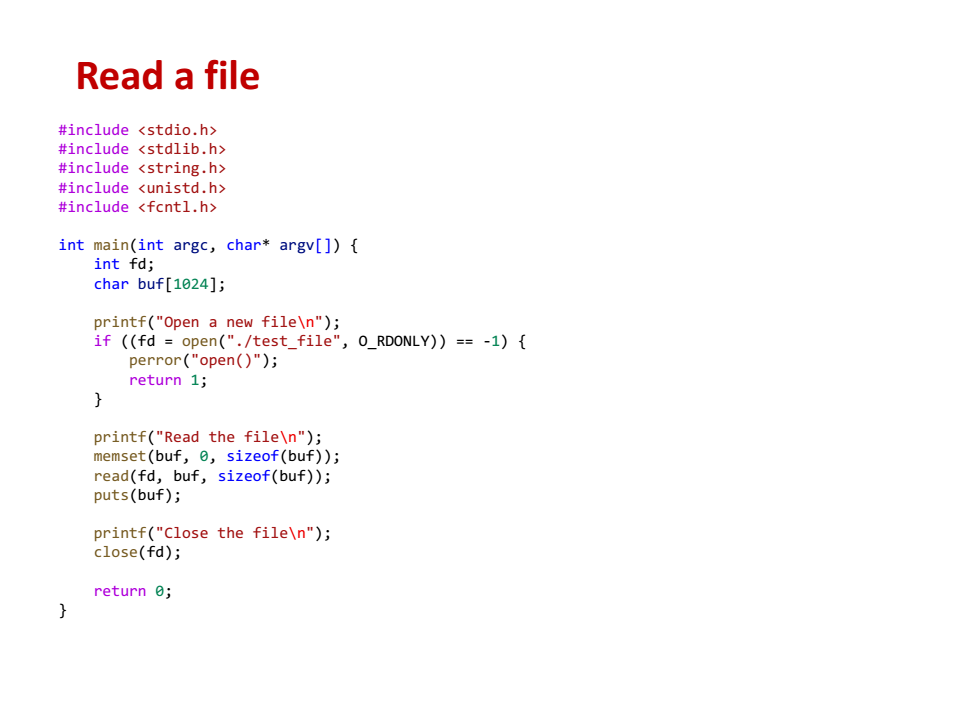 Read a file
#include <stdio.h>
#include <stdlib.h>
#include <string.h>
#include <unistd.h>
#include <fcntl.h>
int main(int argc, char* argv[]) {
    int fd;
    char buf[1024];
    printf("Open a new file\n");
    if ((fd = open("./test_file", O_RDONLY)) == -1) {
        perror("open()");
        return 1;
    }
    printf("Read the file\n");
    memset(buf, 0, sizeof(buf));
    read(fd, buf, sizeof(buf));
    puts(buf);
    printf("Close the file\n");
    close(fd);
    return 0;
}